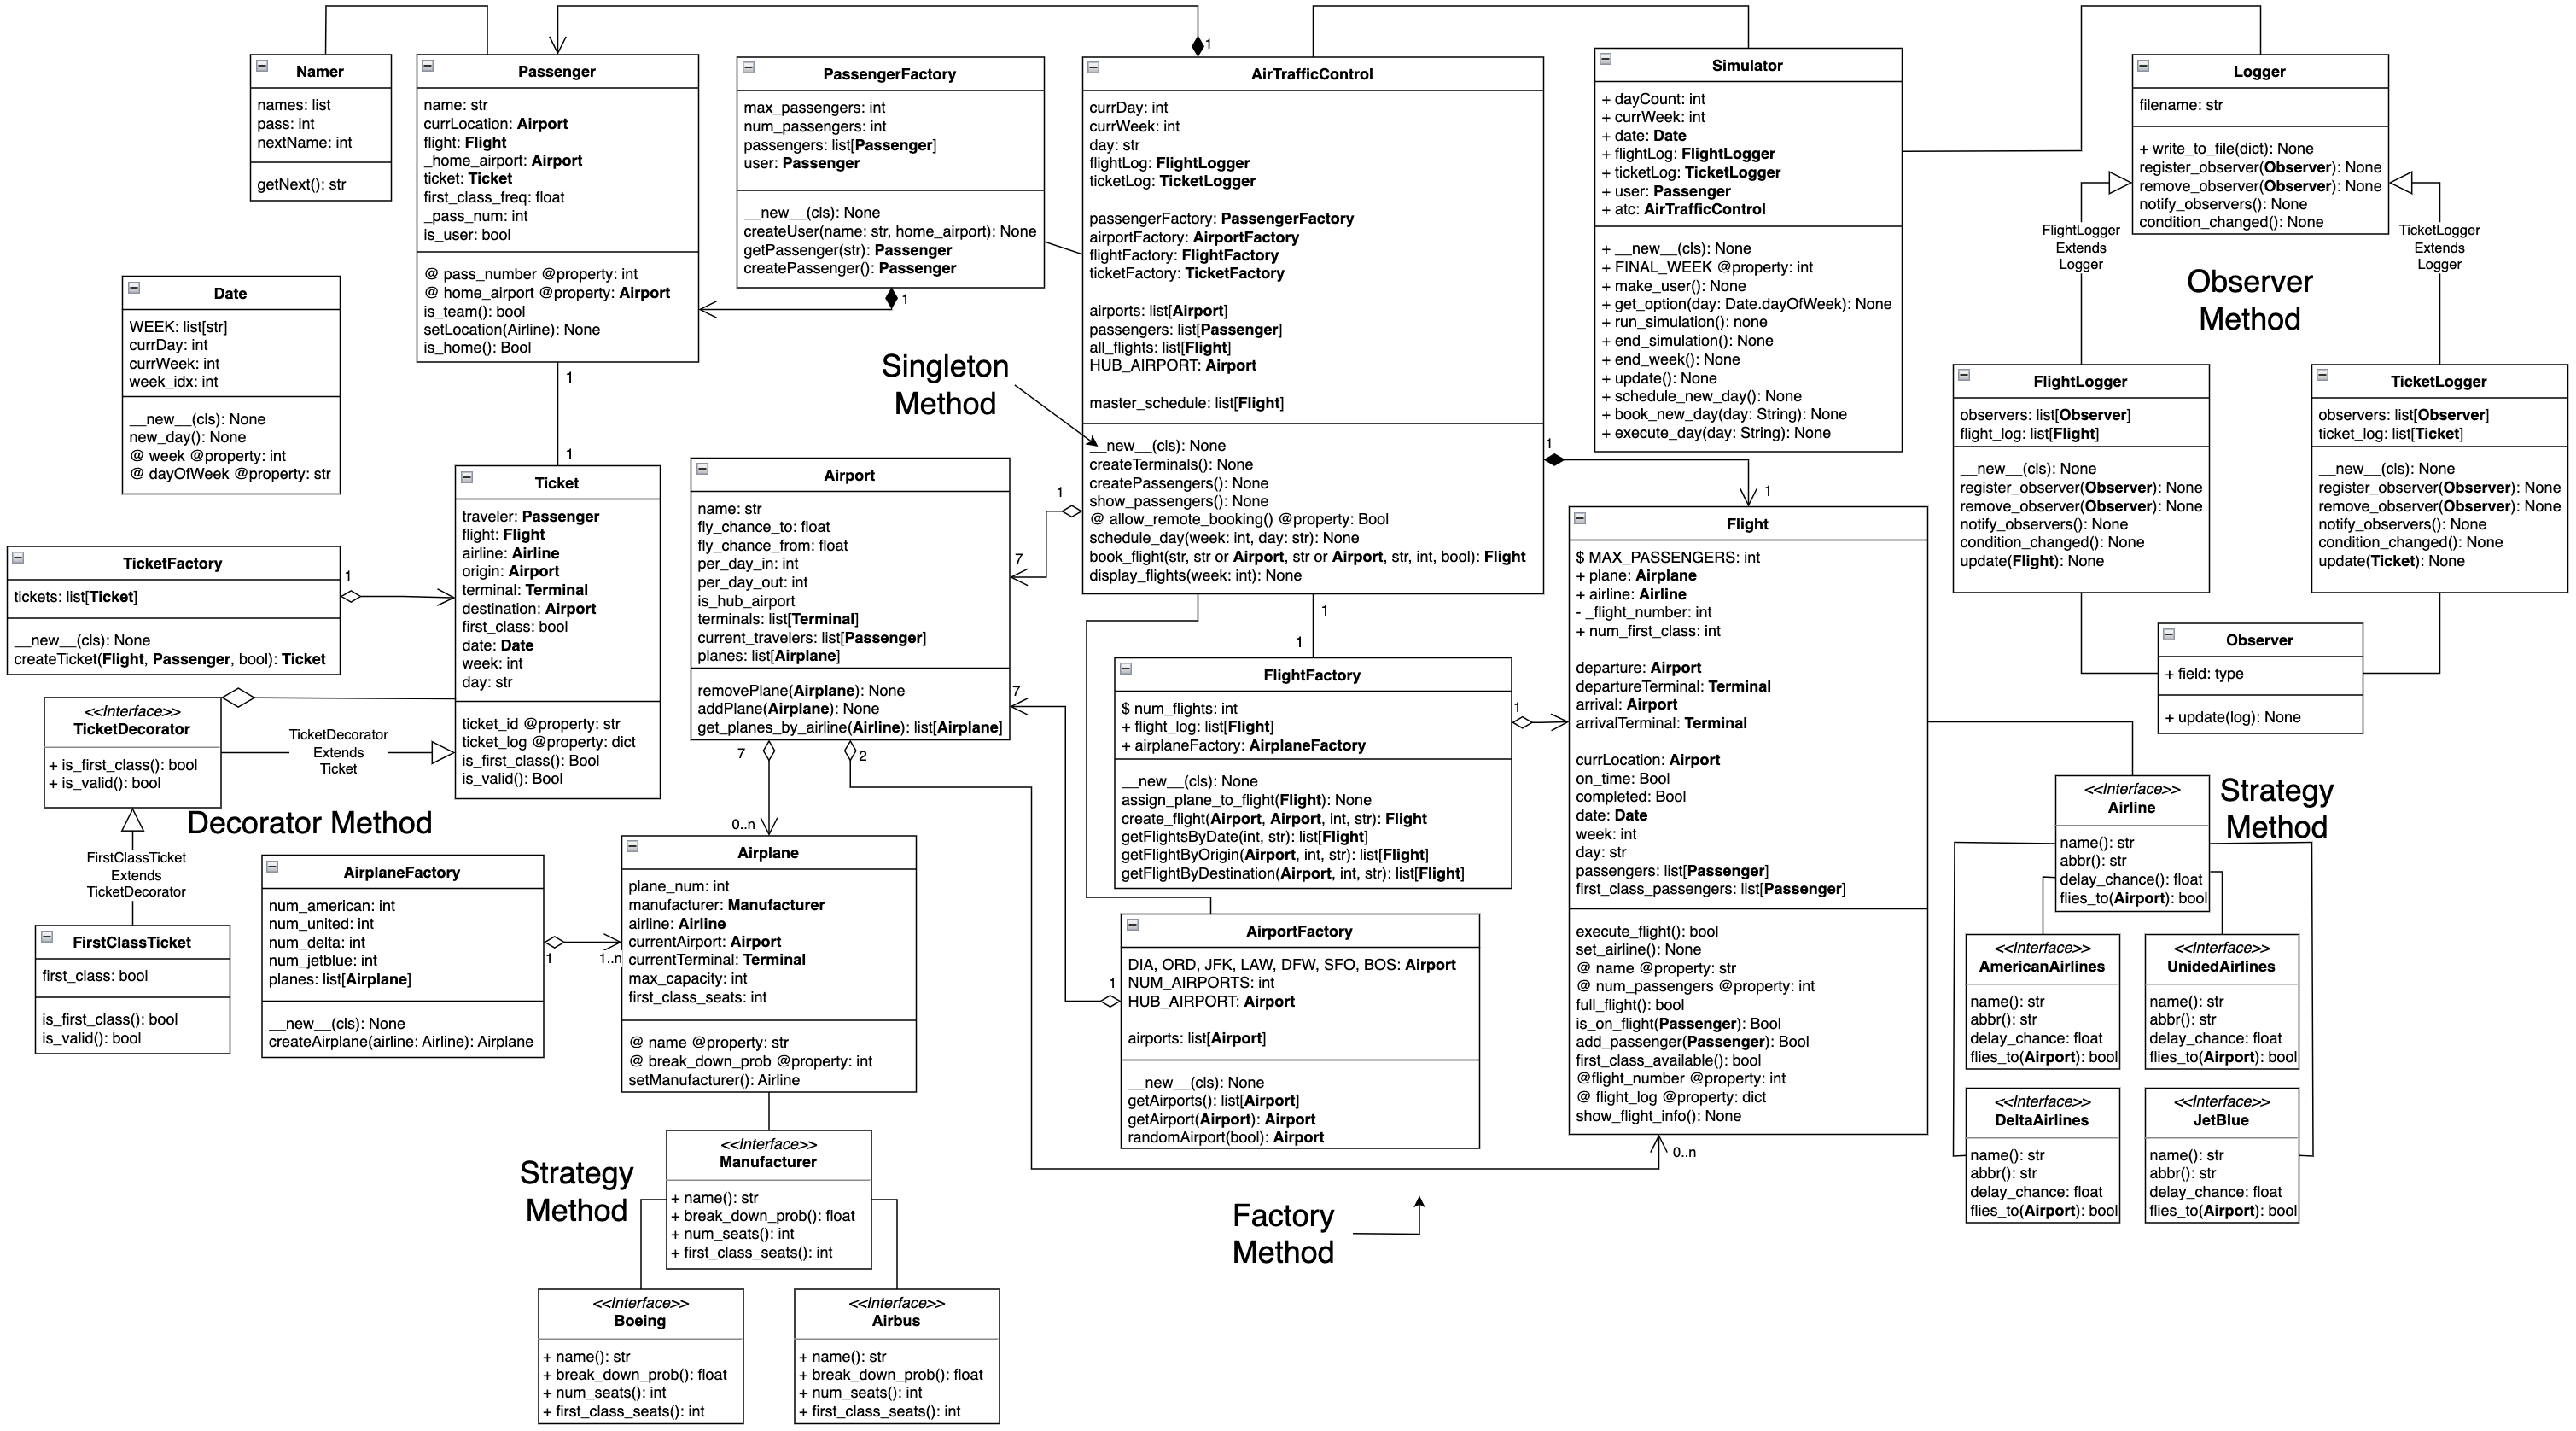 Namer
names: list
pass: int
nextName: int
getNext(): str
Passenger
name: str
currLocation: Airport
flight: Flight
_home_airport: Airport
ticket: Ticket
first_class_freq: float
_pass_num: int
is_user: bool
@ pass_number @property: int
@ home_airport @property: Airport
is_team(): bool
setLocation(Airline): None
is_home(): Bool
PassengerFactory
max_passengers: int
num_passengers: int
passengers: list[Passenger]
user: Passenger
__new__(cls): None
createUser(name: str, home_airport): None
getPassenger(str): Passenger
createPassenger(): Passenger
1
1
AirTrafficControl
currDay: int
currWeek: int
day: str
flightLog: FlightLogger
ticketLog: TicketLogger
passengerFactory: PassengerFactory
airportFactory: AirportFactory
flightFactory: FlightFactory
ticketFactory: TicketFactory
airports: list[Airport]
passengers: list[Passenger]
all_flights: list[Flight]
HUB_AIRPORT: Airport
master_schedule: list[Flight]
__new__(cls): None
createTerminals(): None
createPassengers(): None
show_passengers(): None
@ allow_remote_booking() @property: Bool
schedule_day(week: int, day: str): None
book_flight(str, str or Airport, str or Airport, str, int, bool): Flight
display_flights(week: int): None
Singleton
Method
Simulator
+ dayCount: int
+ currWeek: int
+ date: Date
+ flightLog: FlightLogger
+ ticketLog: TicketLogger
+ user: Passenger
+ atc: AirTrafficControl
+ __new__(cls): None
+ FINAL_WEEK @property: int
+ make_user(): None
+ get_option(day: Date.dayOfWeek): None
+ run_simulation(): none
+ end_simulation(): None
+ end_week(): None
+ update(): None
+ schedule_new_day(): None
+ book_new_day(day: String): None
+ execute_day(day: String): None
Logger
filename: str
+ write_to_file(dict): None
register_observer(Observer): None
remove_observer(Observer): None
notify_observers(): None
condition_changed(): None
FlightLogger
Extends
Logger
TicketLogger
Extends
Logger
Observer
Method
FlightLogger
observers: list[Observer]
flight_log: list[Flight]
__new__(cls): None
register_observer(Observer): None
remove_observer(Observer): None
notify_observers(): None
condition_changed(): None
update(Flight): None
TicketLogger
observers: list[Observer]
ticket_log: list[Ticket]
__new__(cls): None
register_observer(Observer): None
remove_observer(Observer): None
notify_observers(): None
condition_changed(): None
update(Ticket): None
Observer
+ field: type
+ update(log): None
Date
WEEK: list[str]
currDay: int
currWeek: int
week_idx: int
__new__(cls): None
new_day(): None
@ week @property: int
@ dayOfWeek @property: str
1
1
Ticket
traveler: Passenger
flight: Flight
airline: Airline
origin: Airport
terminal: Terminal
destination: Airport
first_class: bool
date: Date
week: int
day: str
ticket_id @property: str
ticket_log @property: dict
is_first_class(): Bool
is_valid(): Bool
TicketFactory
tickets: list[Ticket]
__new__(cls): None
createTicket(Flight, Passenger, bool): Ticket
1
<<Interface>>
TicketDecorator
+ is_first_class(): bool
+ is_valid(): bool
TicketDecorator
Extends
Ticket
Decorator Method
FirstClassTicket
Extends
TicketDecorator
FirstClassTicket
first_class: bool
is_first_class(): bool
is_valid(): bool
Airport
name: str
fly_chance_to: float
fly_chance_from: float
per_day_in: int
per_day_out: int
is_hub_airport
terminals: list[Terminal]
current_travelers: list[Passenger]
planes: list[Airplane]
removePlane(Airplane): None
addPlane(Airplane): None
get_planes_by_airline(Airline): list[Airplane]
1
7
7
7
2
0..n
AirplaneFactory
num_american: int
num_united: int
num_delta: int
num_jetblue: int
planes: list[Airplane]
__new__(cls): None
createAirplane(airline: Airline): Airplane
1
1..n
Airplane
plane_num: int
manufacturer: Manufacturer
airline: Airline
currentAirport: Airport
currentTerminal: Terminal
max_capacity: int
first_class_seats: int
@ name @property: str
@ break_down_prob @property: int
setManufacturer(): Airline
Strategy
Method
<<Interface>>
Manufacturer
+ name(): str
+ break_down_prob(): float
+ num_seats(): int
+ first_class_seats(): int
<<Interface>>
Boeing
+ name(): str
+ break_down_prob(): float
+ num_seats(): int
+ first_class_seats(): int
<<Interface>>
Airbus
+ name(): str
+ break_down_prob(): float
+ num_seats(): int
+ first_class_seats(): int
1
1
FlightFactory
$ num_flights: int
+ flight_log: list[Flight]
+ airplaneFactory: AirplaneFactory
__new__(cls): None
assign_plane_to_flight(Flight): None
create_flight(Airport, Airport, int, str): Flight
getFlightsByDate(int, str): list[Flight]
getFlightByOrigin(Airport, int, str): list[Flight]
getFlightByDestination(Airport, int, str): list[Flight]
1
AirportFactory
DIA, ORD, JFK, LAW, DFW, SFO, BOS: Airport
NUM_AIRPORTS: int
HUB_AIRPORT: Airport
airports: list[Airport]
__new__(cls): None
getAirports(): list[Airport]
getAirport(Airport): Airport
randomAirport(bool): Airport
1
Factory
Method
1
1
Flight
$ MAX_PASSENGERS: int
+ plane: Airplane
+ airline: Airline
- _flight_number: int
+ num_first_class: int
departure: Airport
departureTerminal: Terminal
arrival: Airport
arrivalTerminal: Terminal
currLocation: Airport
on_time: Bool
completed: Bool
date: Date
week: int
day: str
passengers: list[Passenger]
first_class_passengers: list[Passenger]
execute_flight(): bool
set_airline(): None
@ name @property: str
@ num_passengers @property: int
full_flight(): bool
is_on_flight(Passenger): Bool
add_passenger(Passenger): Bool
first_class_available(): bool
@flight_number @property: int
@ flight_log @property: dict
show_flight_info(): None
0..n
<<Interface>>
Airline
name(): str
abbr(): str
delay_chance(): float
flies_to(Airport): bool
Strategy
Method
<<Interface>>
AmericanAirlines
name(): str
abbr(): str
delay_chance: float
flies_to(Airport): bool
<<Interface>>
UnidedAirlines
name(): str
abbr(): str
delay_chance: float
flies_to(Airport): bool
<<Interface>>
DeltaAirlines
name(): str
abbr(): str
delay_chance: float
flies_to(Airport): bool
<<Interface>>
JetBlue
name(): str
abbr(): str
delay_chance: float
flies_to(Airport): bool